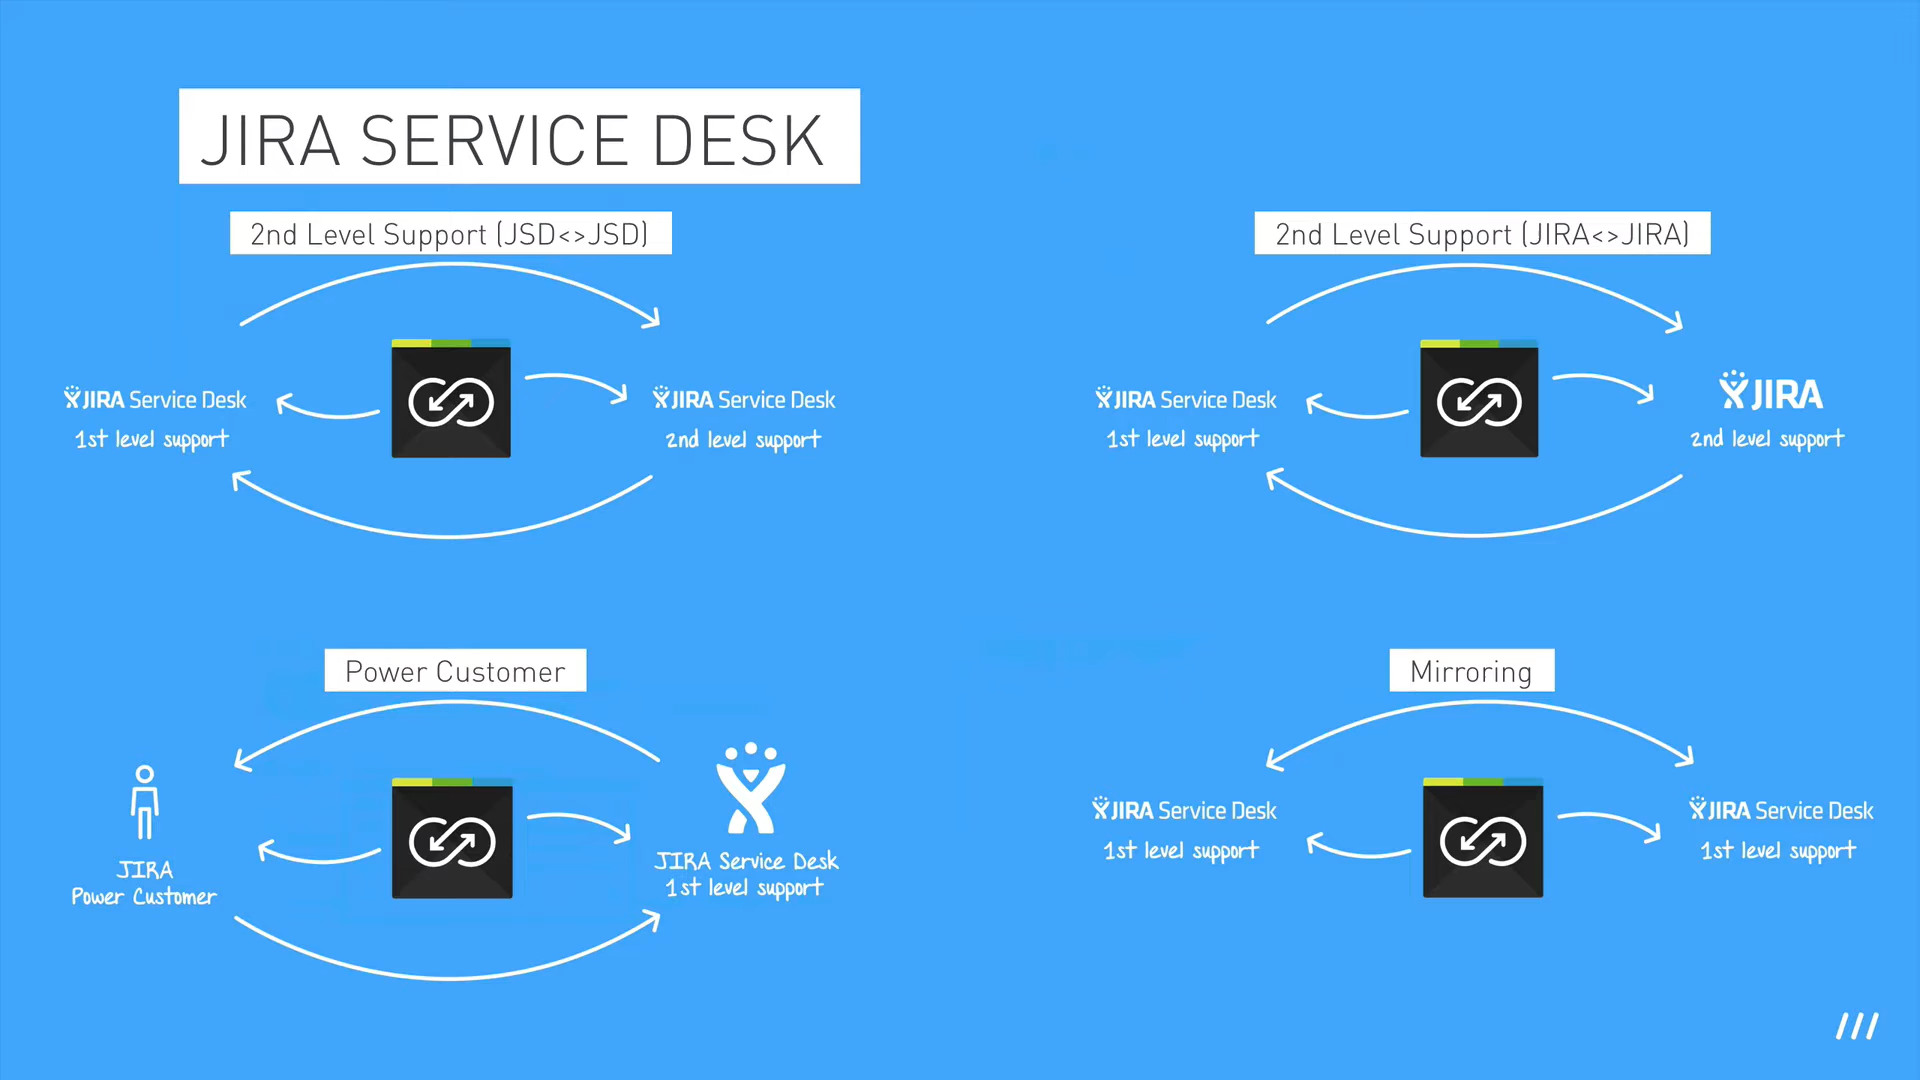 JIRA SERVICE DESK
2nd Level Support (JSD<>JSD)
JIRA Service Desk
1st level support
JIRA Service Desk
2nd level support
2nd Level Support (JIRA<>JIRA)
JIRA Service Desk
1st level support
JIRA
2nd level support
Power Customer
JIRA
Power Customer
JIRA Service Desk
1st level support
Mirroring
JIRA Service Desk
1st level support
JIRA Service Desk
1st level support